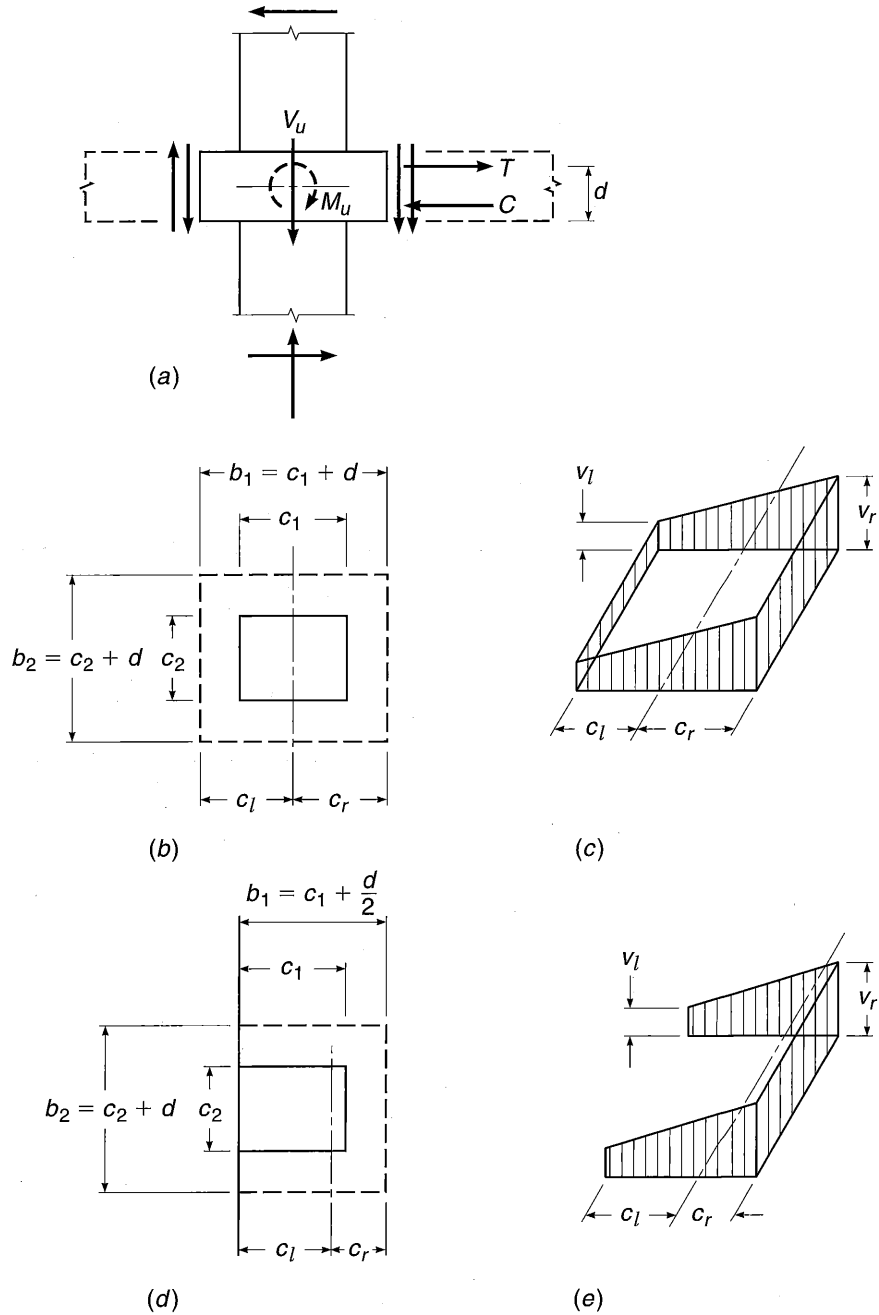 V_u
T
M_u
C
d
(a)
b_1 = c_1 + d
c_1
v_l
v_r
b_2 = c_2 + d
c_2
c_l
c_r
c_l
c_r
(b)
(c)
b_1 = c_1 + \frac{d}{2}
c_1
v_l
v_r
b_2 = c_2 + d
c_2
c_l
c_r
c_l
c_r
(d)
(e)